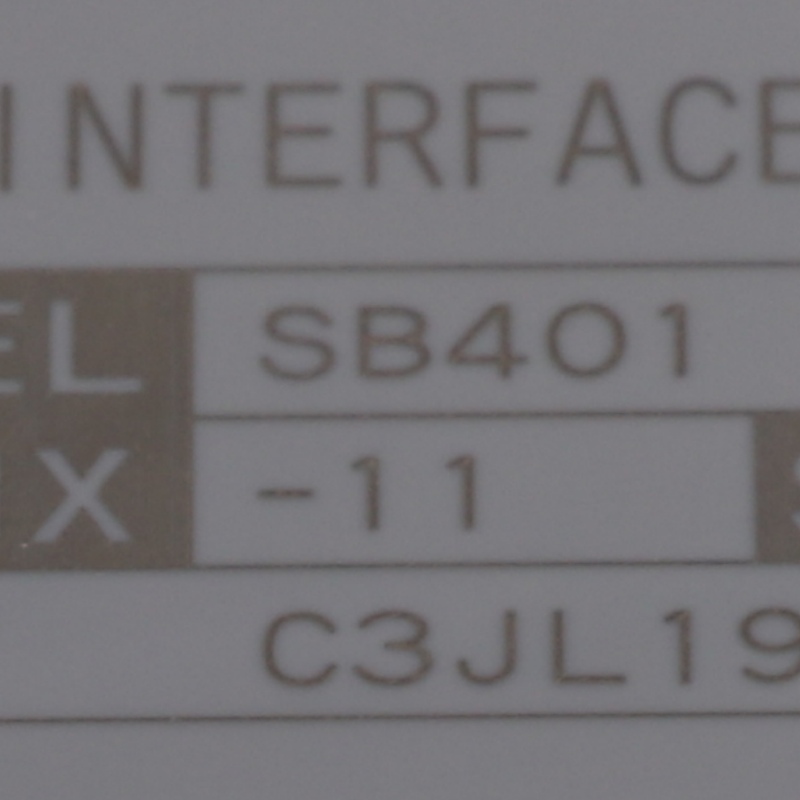 INTERFACE
EL SB401
X -11 S
C3JL19